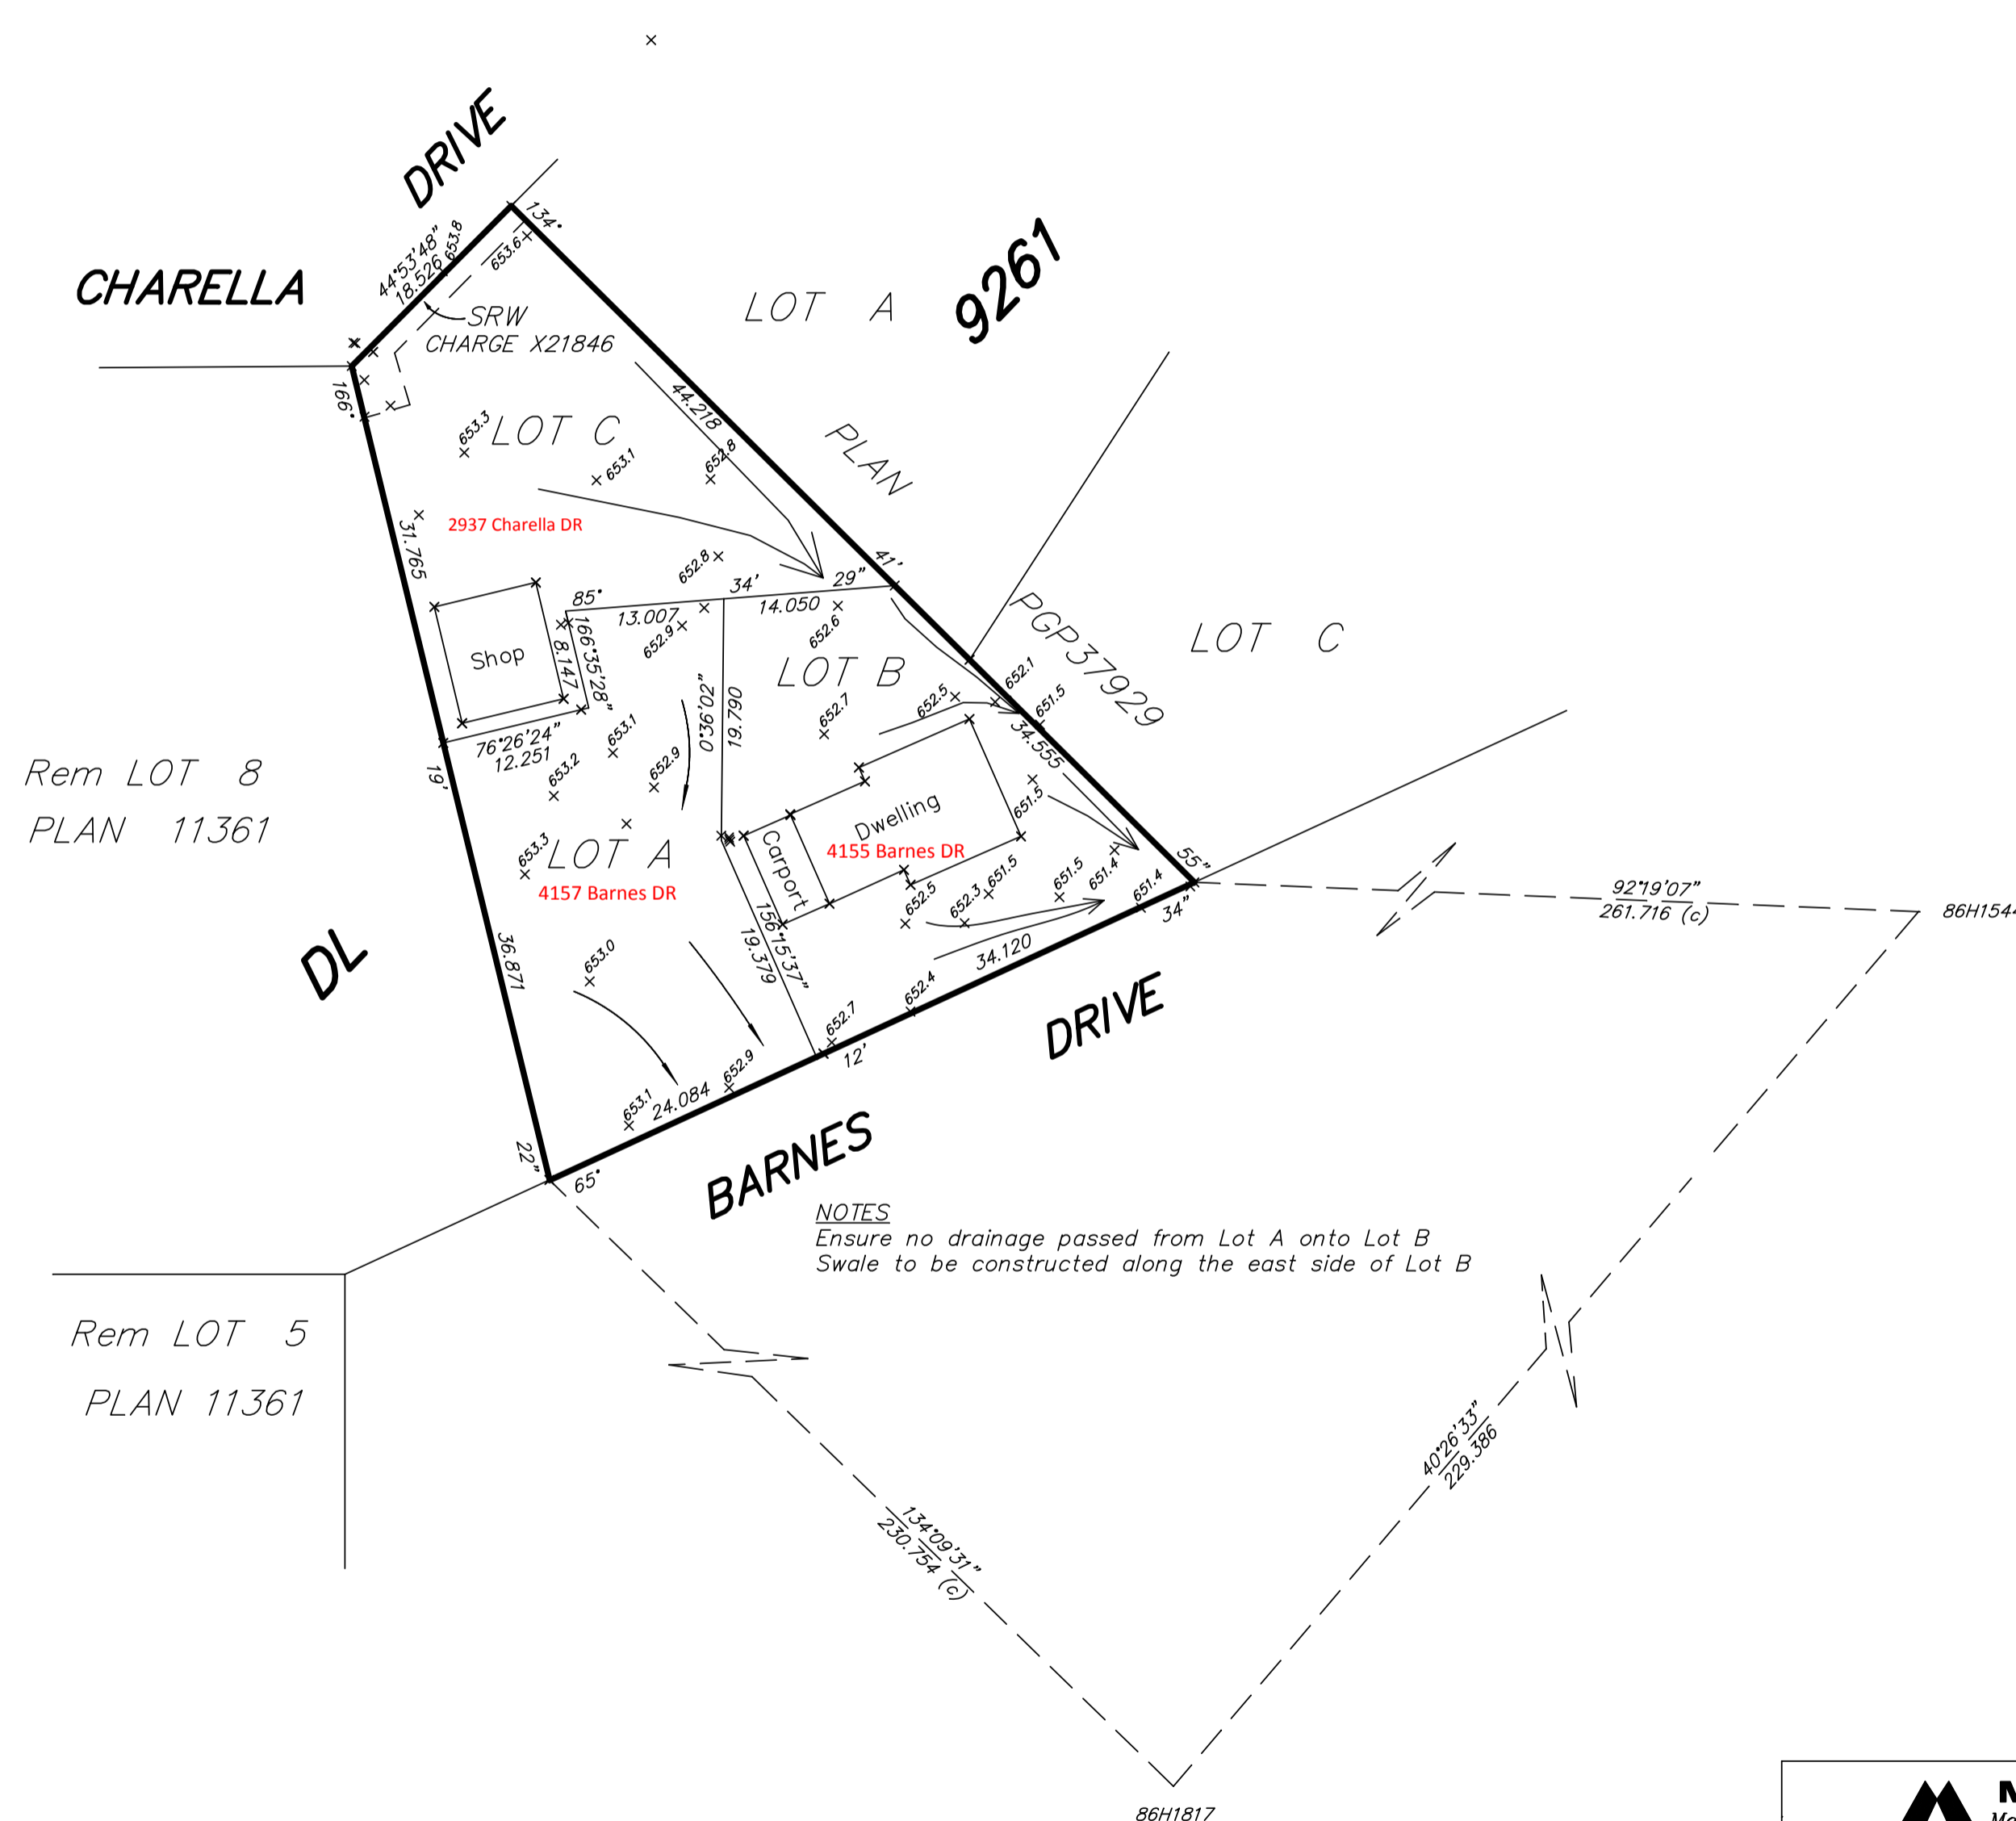 DRIVE
CHARELLA
44°53'48"
18.526
653.8
653.6
134°
SRW
CHARGE X21846
LOT A
9261
166°
LOT C
44.218
PLAN
653.3
653.1
652.8
2937 Charella DR
31.765
652.8
41'
85°
34'
29"
13.007
14.050
PGP37929
LOT C
Shop
8.147
166°35'28"
652.9
652.6
LOT B
652.1
651.5
652.5
34.555
0°36'02"
19.790
652.7
76°26'24"
12.251
653.1
653.2
652.9
Rem LOT 8
PLAN 11361
19'
Dwelling
651.5
653.3
LOT A
4157 Barnes DR
Carport
4155 Barnes DR
55"
651.5
651.5
651.4
651.4
652.5
652.3
34"
92°19'07"
261.716 (c)
156°15'37"
19.379
34.120
DL
36.871
653.0
652.4
652.7
12'
DRIVE
652.9
24.084
653.1
22"
65°
BARNES
NOTES
Ensure no drainage passed from Lot A onto Lot B
Swale to be constructed along the east side of Lot B
Rem LOT 5
PLAN 11361
40°26'33"
229.386
134°09'31"
230.754 (c)
86H1817